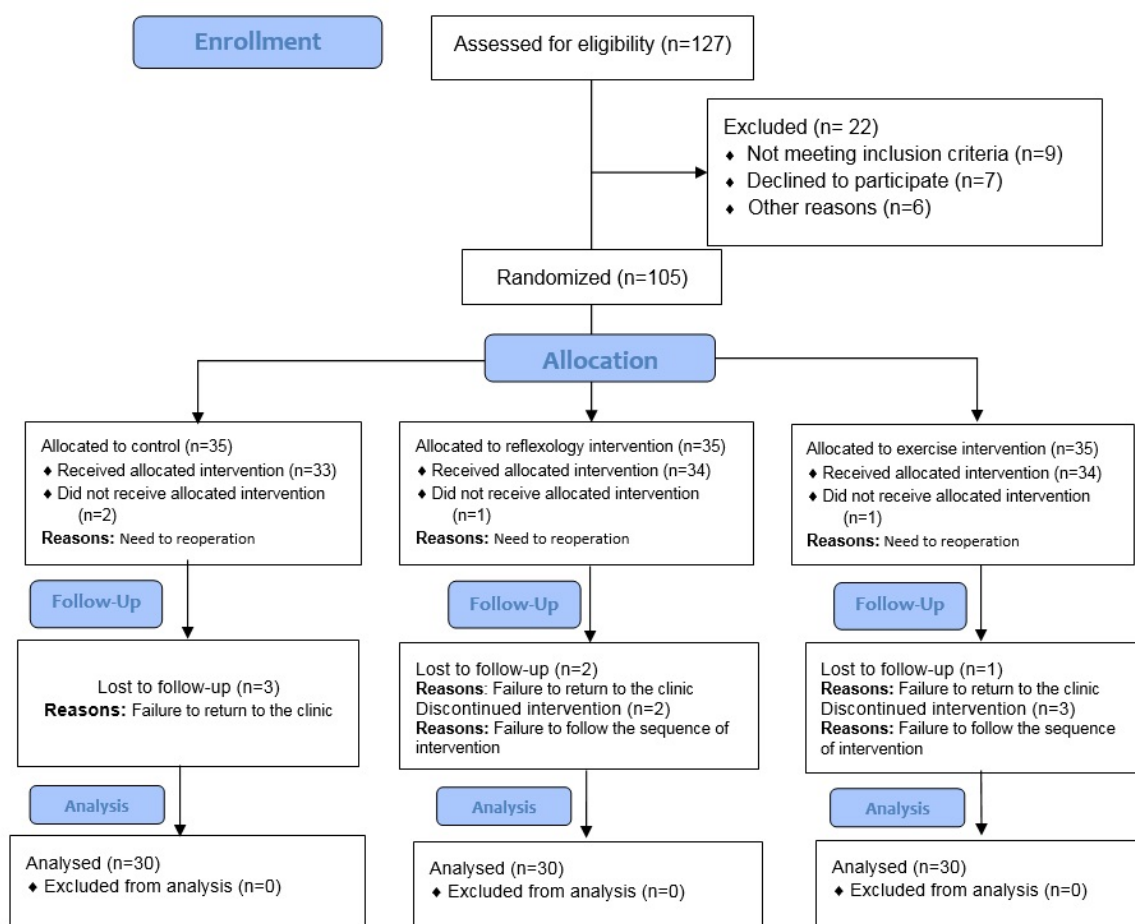 Enrollment
Assessed for eligibility (n=127)
Excluded (n= 22)
♦ Not meeting inclusion criteria (n=9)
♦ Declined to participate (n=7)
♦ Other reasons (n=6)
Randomized (n=105)
Allocation
Allocated to control (n=35)
♦ Received allocated intervention (n=33)
♦ Did not receive allocated intervention
(n=2)
Reasons: Need to reoperation
Allocated to reflexology intervention (n=35)
♦ Received allocated intervention (n=34)
♦ Did not receive allocated intervention
(n=1)
Reasons: Need to reoperation
Allocated to exercise intervention (n=35)
♦ Received allocated intervention (n=34)
♦ Did not receive allocated intervention
(n=1)
Reasons: Need to reoperation
Follow-Up
Follow-Up
Follow-Up
Lost to follow-up (n=3)
Reasons: Failure to return to the clinic
Lost to follow-up (n=2)
Reasons: Failure to return to the clinic
Discontinued intervention (n=2)
Reasons: Failure to follow the sequence of
intervention
Lost to follow-up (n=1)
Reasons: Failure to return to the clinic
Discontinued intervention (n=3)
Reasons: Failure to follow the sequence
of intervention
Analysis
Analysis
Analysis
Analysed (n=30)
♦ Excluded from analysis (n=0)
Analysed (n=30)
♦ Excluded from analysis (n=0)
Analysed (n=30)
♦ Excluded from analysis (n=0)